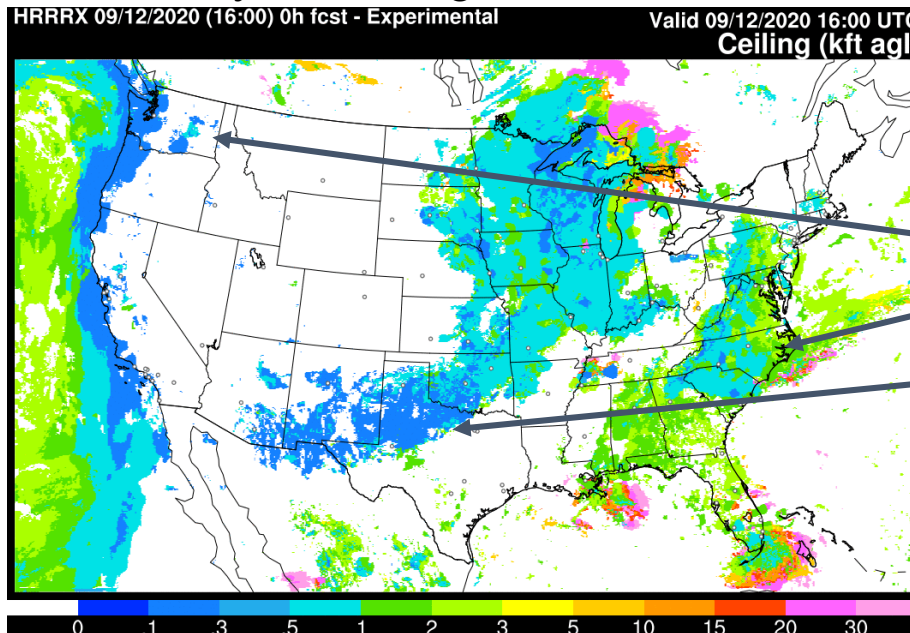 HRRRX 09/12/2020 (16:00) 0h fcst - Experimental
Valid 09/12/2020 16:00 UTC
Ceiling (kft agl
0 .1 .3 .5 1 2 3 5 10 15 20 30